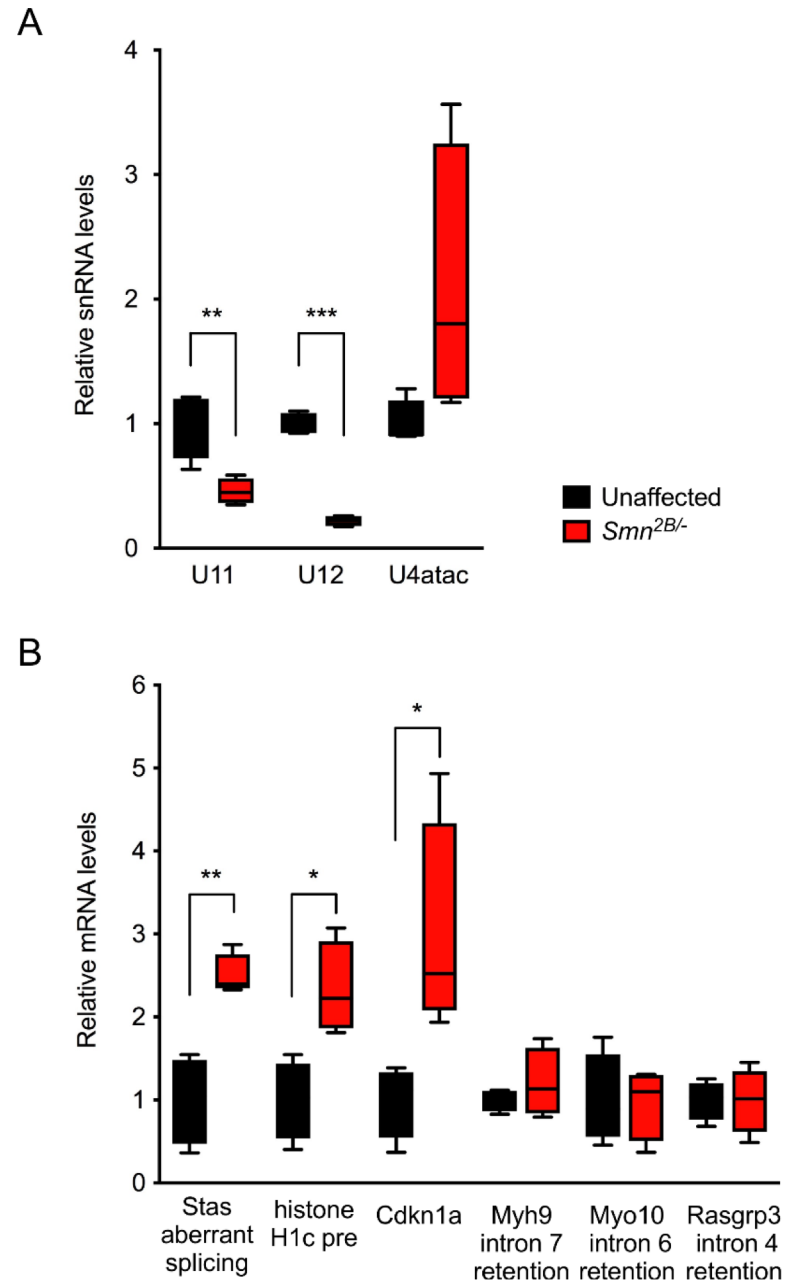 A
Relative snRNA levels
4
3
2
1
0
**
***
U11
U12
U4atac
Unaffected
Smn2B/-
B
Relative mRNA levels
6
5
4
3
2
1
0
**
*
*
Stas
aberrant
splicing
histone
H1c pre
Cdkn1a
Myh9
intron 7
retention
Myo10
intron 6
retention
Rasgrp3
intron 4
retention